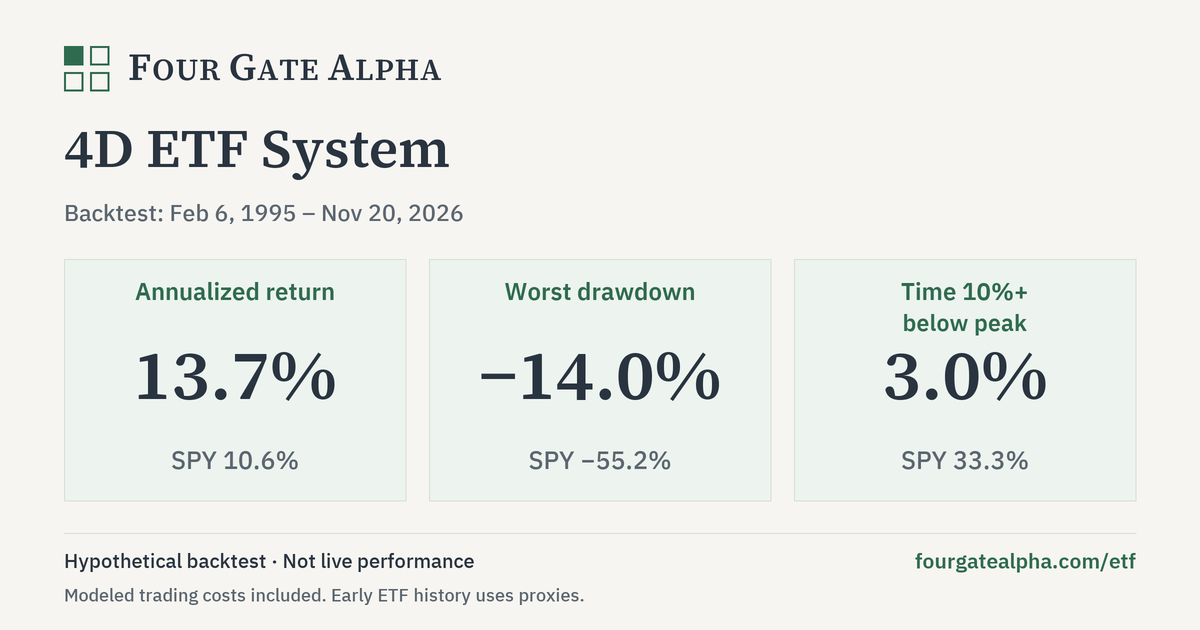 Four Gate Alpha
4D ETF System
Backtest: Feb 6, 1995 – Nov 20, 2026
Annualized return
13.7%
SPY 10.6%
Worst drawdown
−14.0%
SPY −55.2%
Time 10%+
below peak
3.0%
SPY 33.3%
Hypothetical backtest · Not live performance
fourgatealpha.com/etf
Modeled trading costs included. Early ETF history uses proxies.